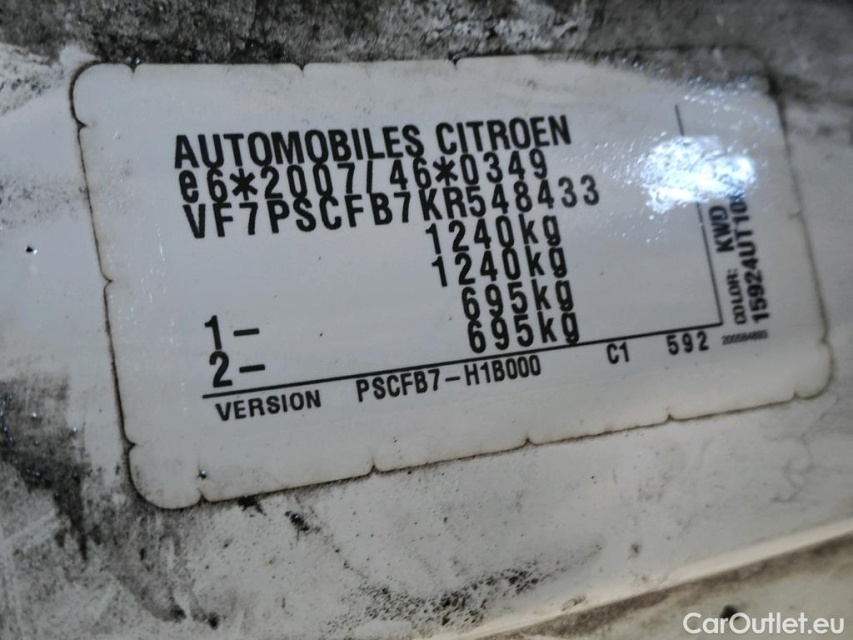 AUTOMOBILES CITROEN
e6*2007/46*0349
VF7PSCFB7KR548433
1240kg
1240kg
1- 695kg
2- 695kg
VERSION PSCFB7-H1B000 C1 592
COLOR: KWD
CarOutlet.eu